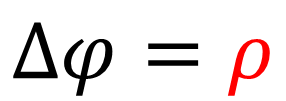 Δφ = ρ